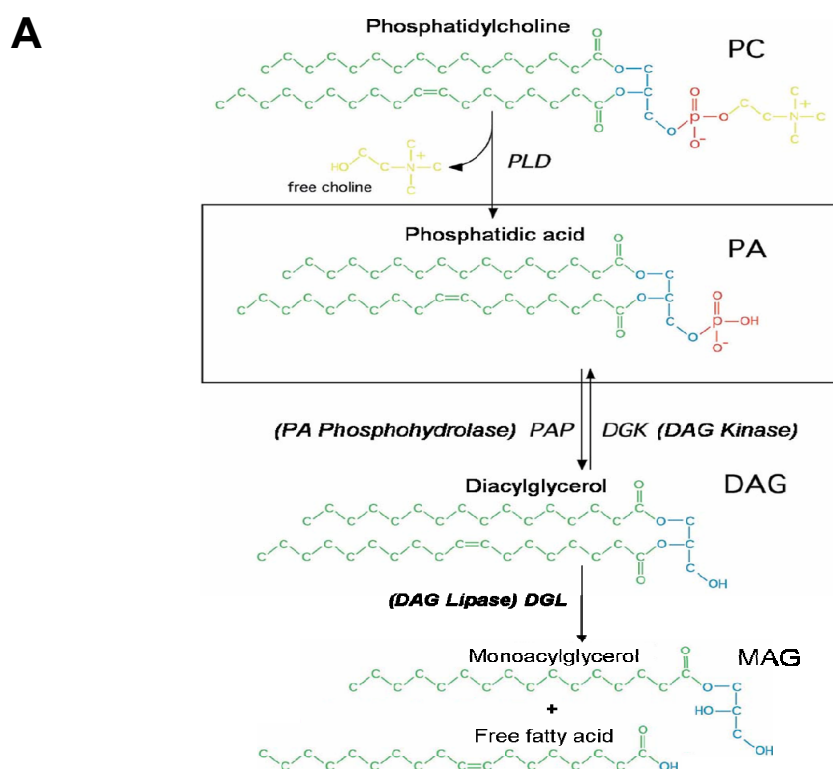 A
Phosphatidylcholine
PC
free choline
PLD
Phosphatidic acid
PA
(PA Phosphohydrolase) PAP DGK (DAG Kinase)
Diacylglycerol
DAG
(DAG Lipase) DGL
Monoacylglycerol
MAG
+
Free fatty acid